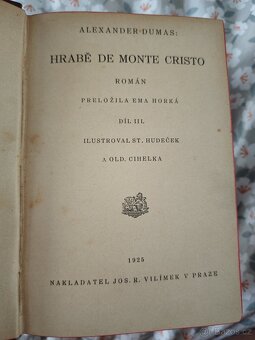 ALEXANDER DUMAS:
HRABĚ DE MONTE CRISTO
ROMÁN
PŘELOŽILA EMA HORKÁ
DÍL III.
ILUSTROVAL ST. HUDEČEK
A OLD. CIHELKA
1925
NAKLADATEL JOS. R. VILÍMEK V PRAZE